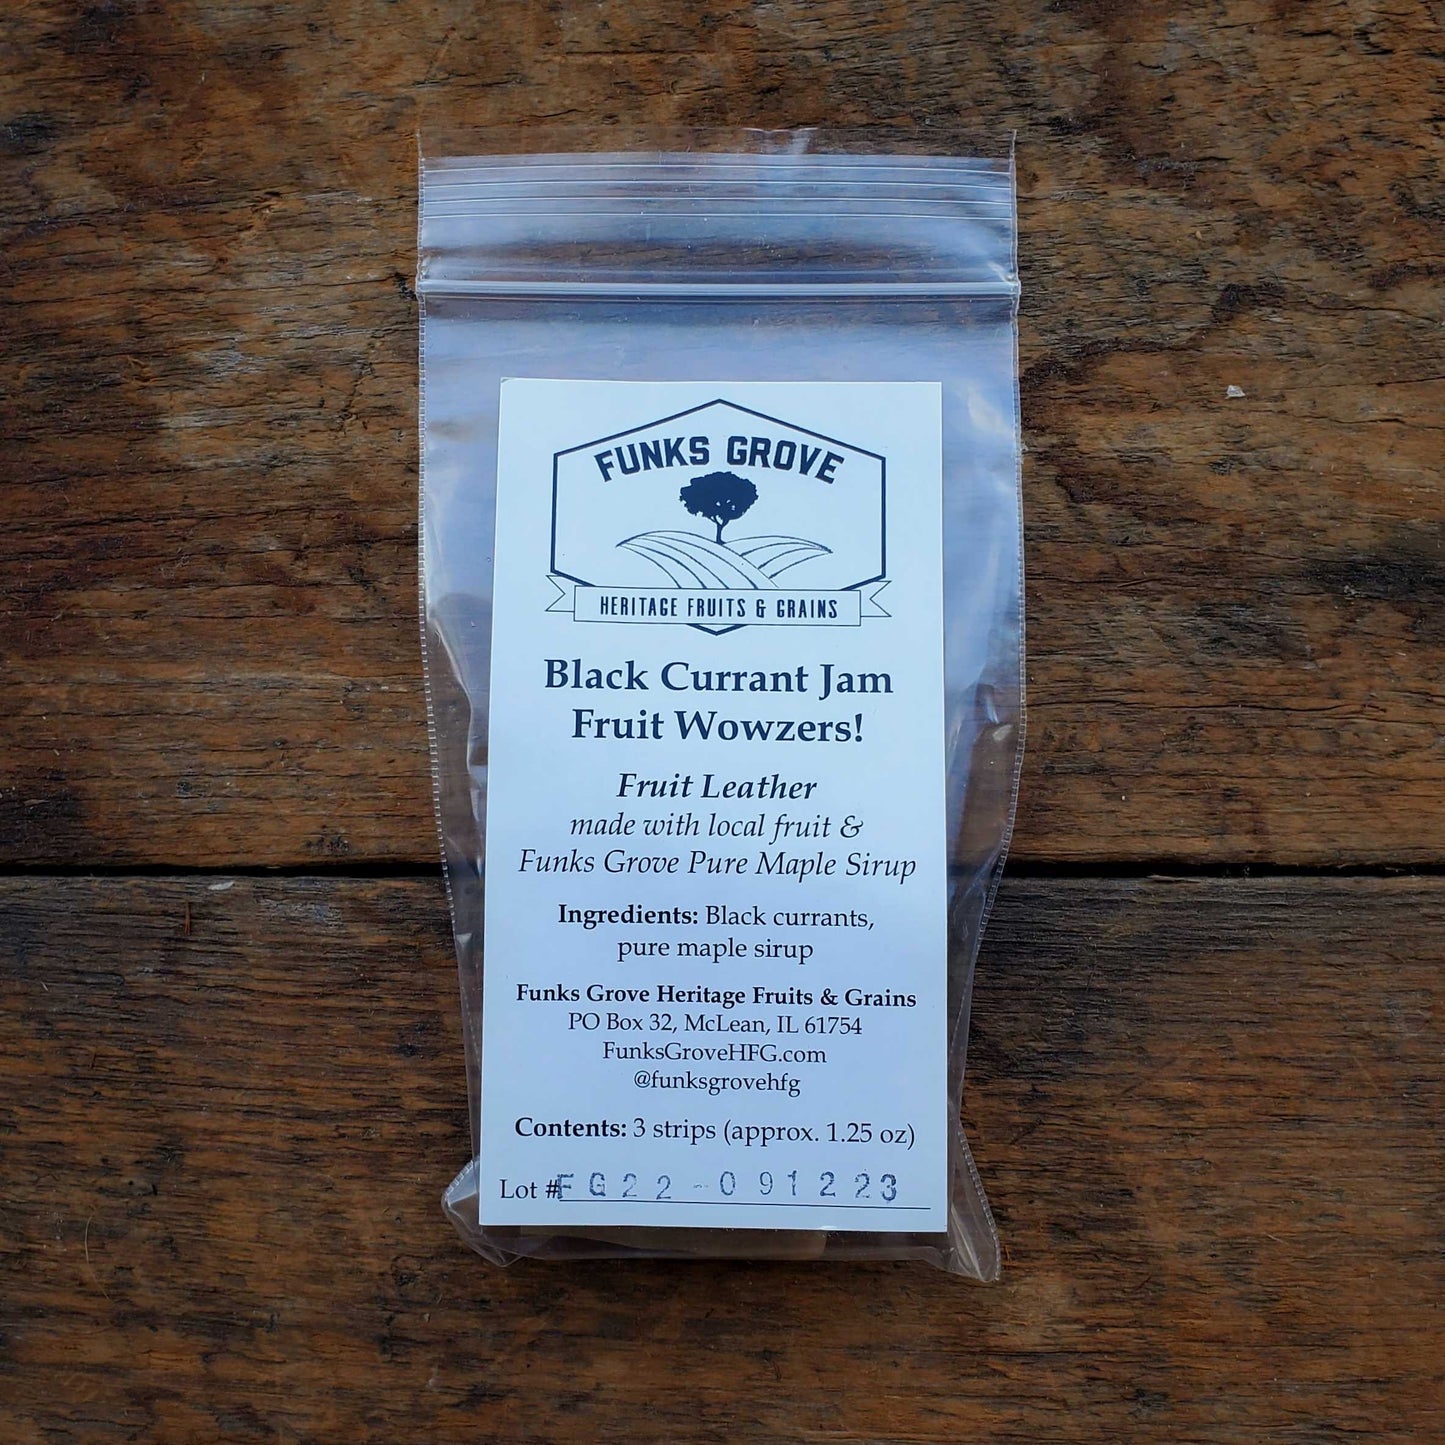 FUNKS GROVE
HERITAGE FRUITS & GRAINS
Black Currant Jam
Fruit Wowzers!
Fruit Leather
made with local fruit &
Funks Grove Pure Maple Sirup
Ingredients: Black currants,
pure maple sirup
Funks Grove Heritage Fruits & Grains
PO Box 32, McLean, IL 61754
FunksGroveHFG.com
@funksgrovehfg
Contents: 3 strips (approx. 1.25 oz)
Lot # FG22-091223